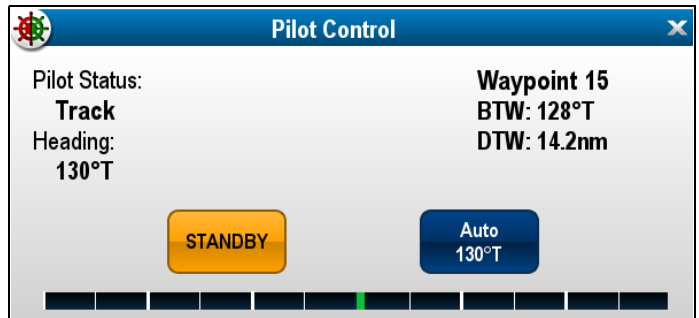 Pilot Control
Pilot Status:
Track
Heading:
130°T
Waypoint 15
BTW: 128°T
DTW: 14.2nm
STANDBY
Auto
130°T